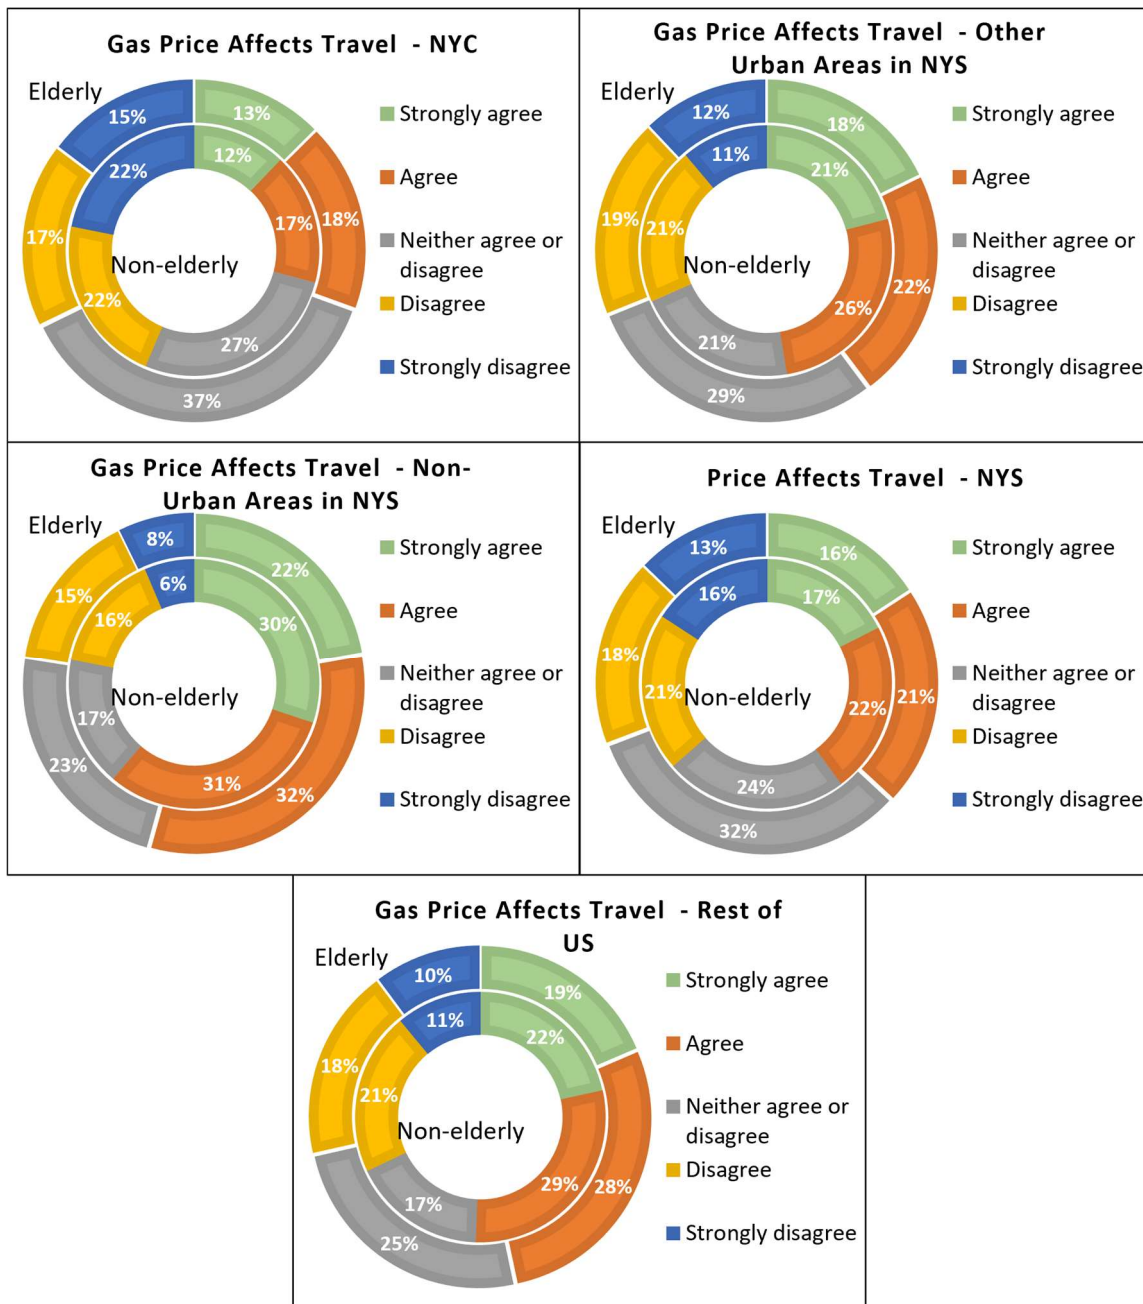 Gas Price Affects Travel - NYC
Elderly
15%
13%
Strongly agree
22%
12%
Agree
17%
17%
18%
Non-elderly
Neither agree or
disagree
22%
27%
Disagree
37%
Strongly disagree
Gas Price Affects Travel - Other
Urban Areas in NYS
Elderly
12%
18%
Strongly agree
11%
21%
Agree
19%
21%
Non-elderly
22%
Neither agree or
disagree
26%
21%
Disagree
29%
Strongly disagree
Gas Price Affects Travel - Non-
Urban Areas in NYS
Elderly
8%
22%
Strongly agree
6%
15%
16%
30%
Agree
Non-elderly
Neither agree or
disagree
17%
23%
Disagree
31%
32%
Strongly disagree
Price Affects Travel - NYS
Elderly
13%
16%
Strongly agree
16%
17%
Agree
18%
21%
Non-elderly
22%
21%
Neither agree or
disagree
Disagree
24%
32%
Strongly disagree
Gas Price Affects Travel - Rest of
US
Elderly
10%
19%
Strongly agree
11%
22%
Agree
18%
21%
Non-elderly
Neither agree or
disagree
29%
28%
Disagree
17%
25%
Strongly disagree